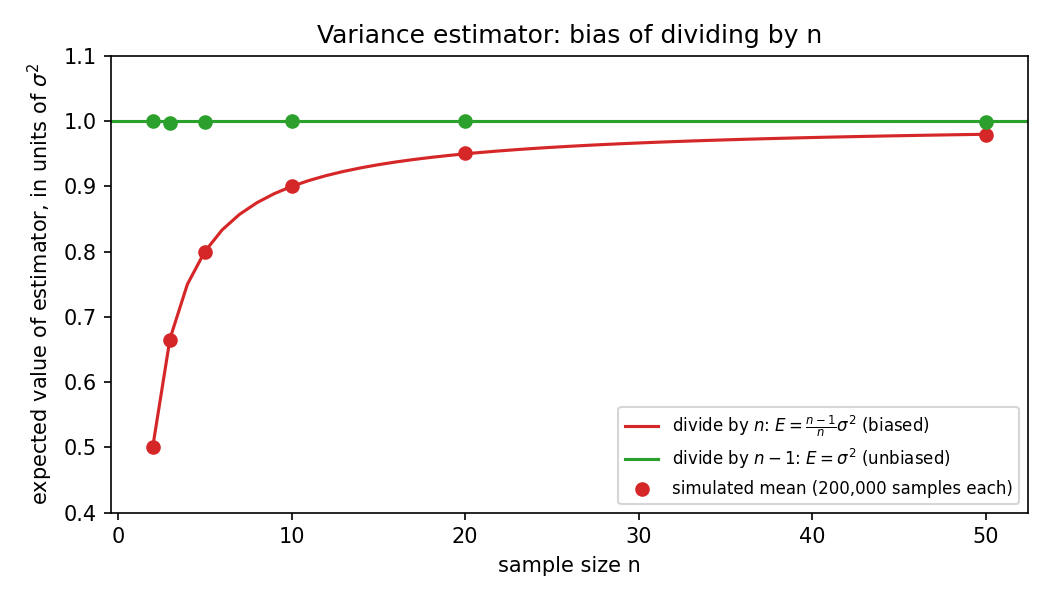 Variance estimator: bias of dividing by n
expected value of estimator, in units of σ²
1.1
1.0
0.9
0.8
0.7
0.6
0.5
0.4
divide by n: E = \frac{n−1}{n}σ² (biased)
divide by n − 1: E = σ² (unbiased)
simulated mean (200,000 samples each)
0 10 20 30 40 50
sample size n